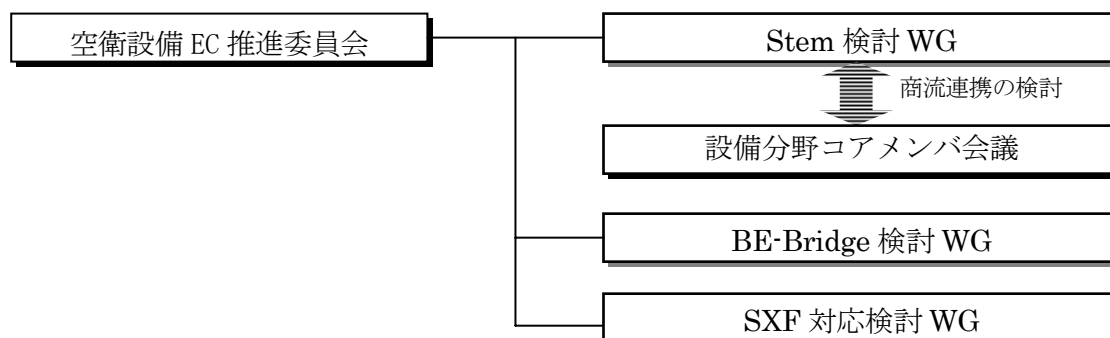 空衛設備 EC 推進委員会
Stem 検討 WG
商流連携の検討
設備分野コアメンバ会議
BE-Bridge 検討 WG
SXF 対応検討 WG